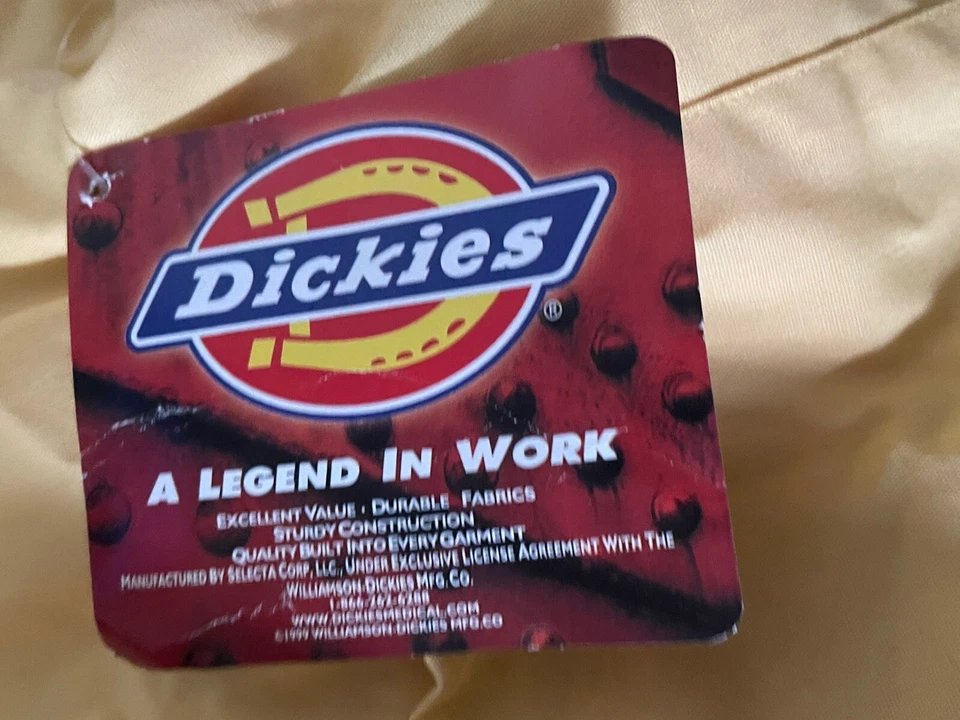 Dickies
®
A LEGEND IN WORK
EXCELLENT VALUE · DURABLE FABRICS
STURDY CONSTRUCTION
QUALITY BUILT INTO EVERY GARMENT
MANUFACTURED BY SELECTA CORP, LLC., UNDER EXCLUSIVE LICENSE AGREEMENT WITH THE
WILLIAMSON-DICKIES MFG. CO.
WWW.DICKIESMEDICAL.COM
©1999 WILLIAMSON-DICKIES MFG.CO